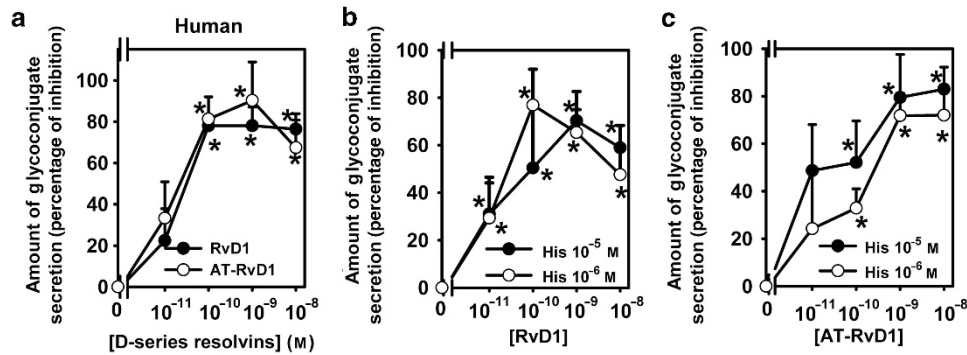 a
Human
Amount of glycoconjugate
secretion (percentage of inhibition)
100
80
60
40
20
0
* * * * * *
RvD1
AT-RvD1
0 10⁻¹¹ 10⁻¹⁰ 10⁻⁹ 10⁻⁸
[D-series resolvins] (M)
b
Amount of glycoconjugate
secretion (percentage of inhibition)
100
80
60
40
20
0
* * * * * * *
His 10⁻⁵ M
His 10⁻⁶ M
0 10⁻¹¹ 10⁻¹⁰ 10⁻⁹ 10⁻⁸
[RvD1]
c
Amount of glycoconjugate
secretion (percentage of inhibition)
100
80
60
40
20
0
* * * * * *
His 10⁻⁵ M
His 10⁻⁶ M
0 10⁻¹¹ 10⁻¹⁰ 10⁻⁹ 10⁻⁸
[AT-RvD1]